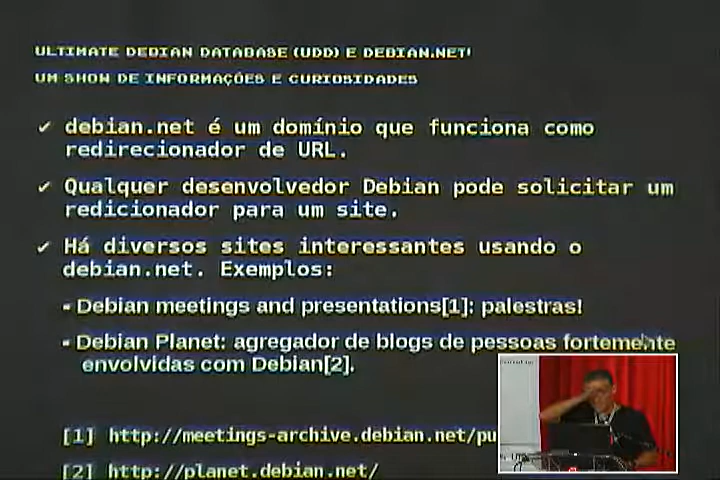 ULTIMATE DEBIAN DATABASE (UDD) E DEBIAN.NET!
UM SHOW DE INFORMAÇÕES E CURIOSIDADES
✔ debian.net é um domínio que funciona como
redirecionador de URL.
✔ Qualquer desenvolvedor Debian pode solicitar um
redicionador para um site.
✔ Há diversos sites interessantes usando o
debian.net. Exemplos:
- Debian meetings and presentations[1]: palestras!
- Debian Planet: agregador de blogs de pessoas fortemente
envolvidas com Debian[2].
[1] http://meetings-archive.debian.net/pu
[2] http://planet.debian.net/